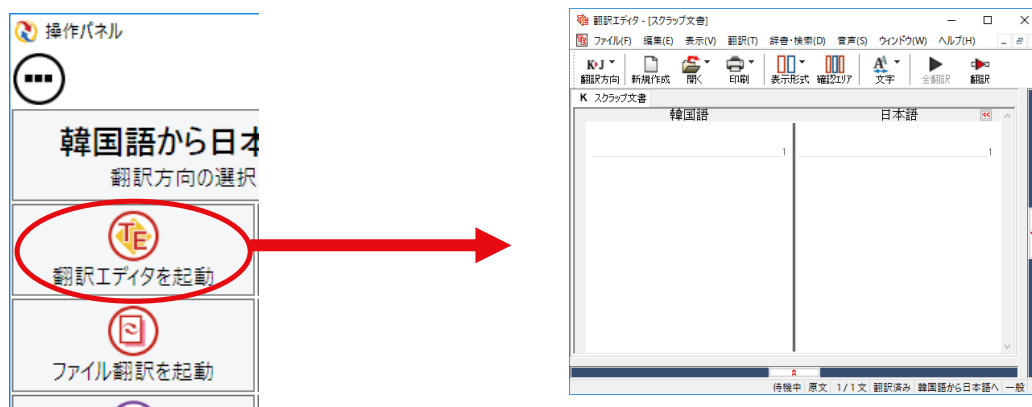 操作パネル
韓国語から日本
翻訳方向の選択
TE
翻訳エディタを起動
ファイル翻訳を起動
翻訳エディタ - [スクラップ文書]
ファイル(F) 編集(E) 表示(V) 翻訳(T) 辞書・検索(D) 音声(S) ウィンドウ(W) ヘルプ(H)
K›J
翻訳方向 新規作成 開く 印刷 表示形式 確認エリア 文字 全翻訳 翻訳
K スクラップ文書
韓国語 日本語
1 1
待機中 原文 1/1文 翻訳済み 韓国語から日本語へ 一般